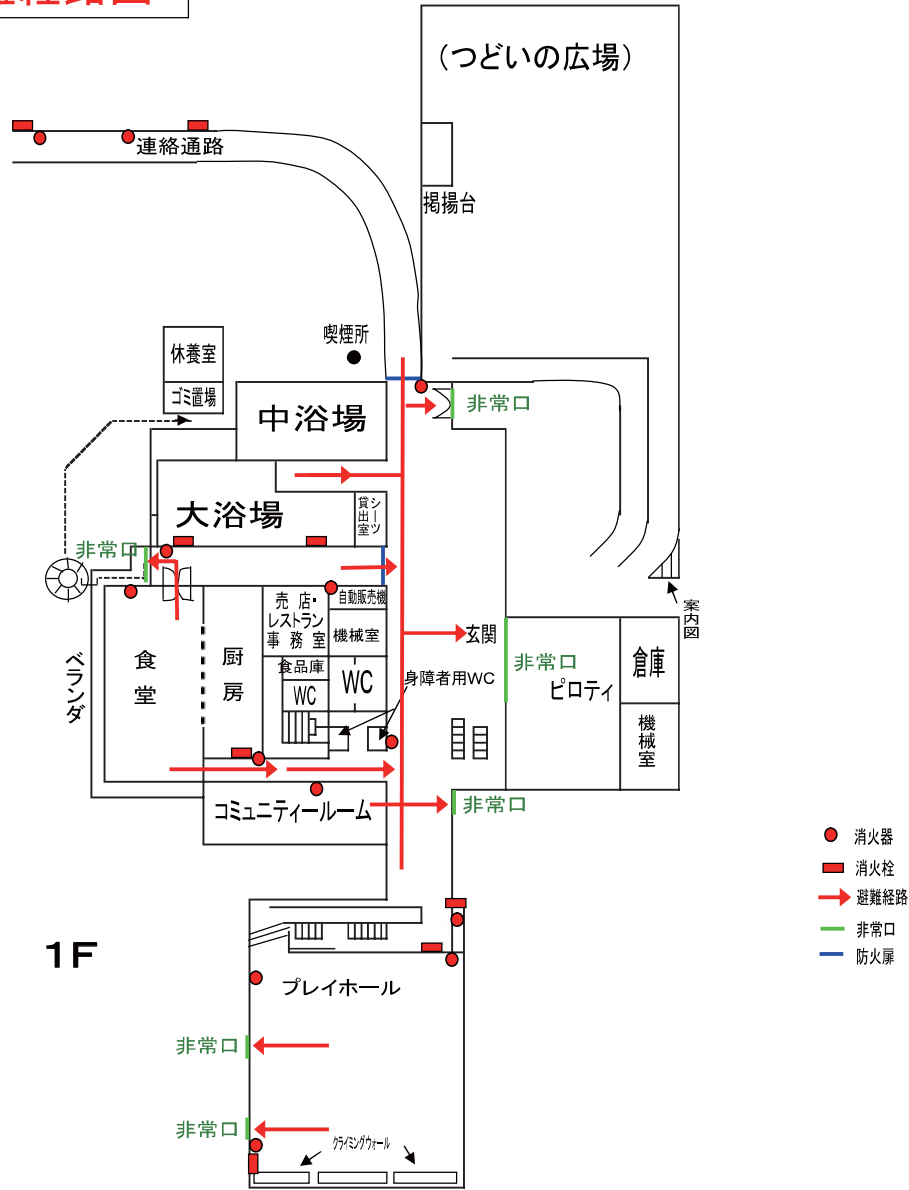 (つどいの広場)
連絡通路
掲揚台
喫煙所
休養室
ゴミ置場
非常口
中浴場
大浴場
貸出室
シーツ
非常口
売店・
レストラン
事務室
自動販売機
機械室
玄関
案内図
ベランダ
食堂
厨房
食品庫
WC
WC
身障者用WC
非常口
ピロティ
倉庫
機械室
コミュニティールーム
非常口
消火器
消火栓
避難経路
非常口
防火扉
1F
プレイホール
非常口
非常口
クライミングウォール